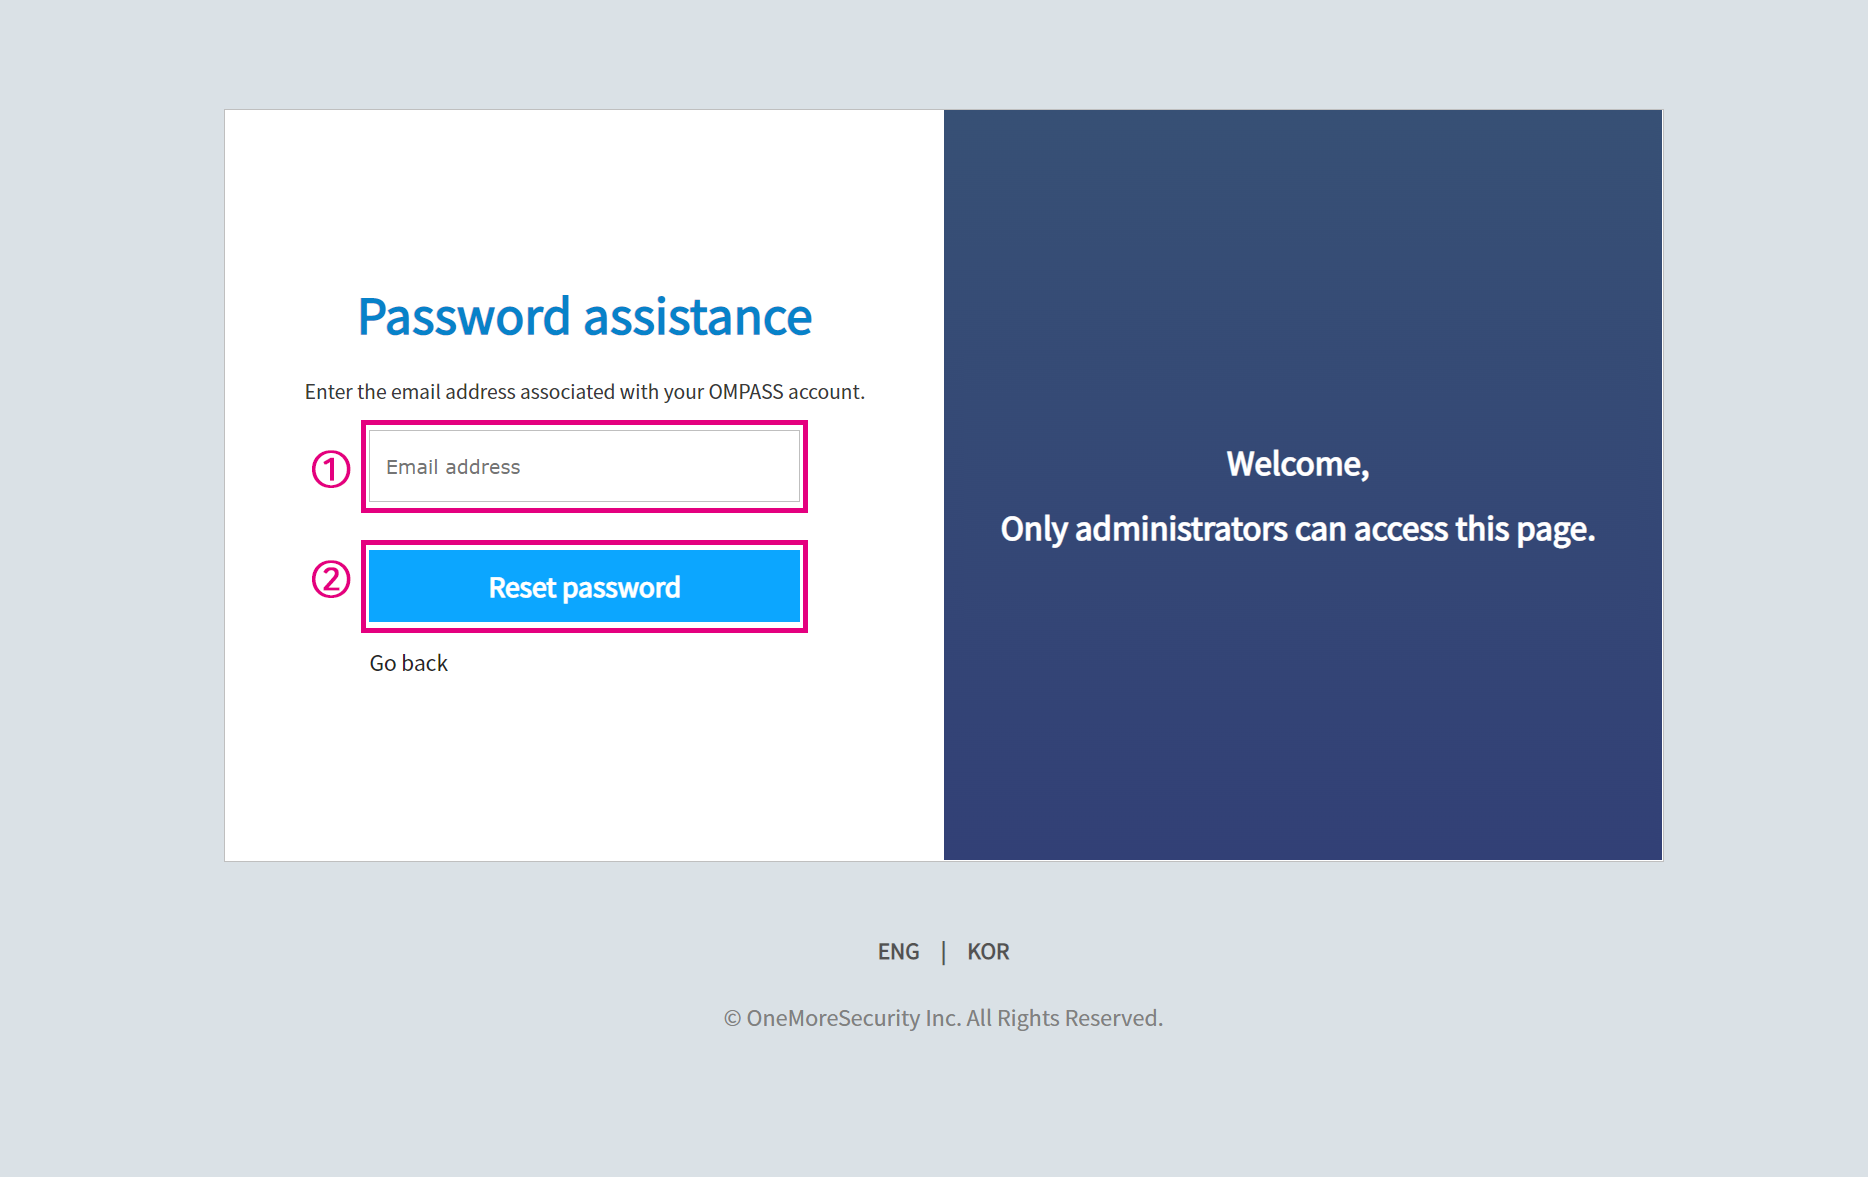 Password assistance
Enter the email address associated with your OMPASS account.
① Email address
② Reset password
Go back
Welcome,
Only administrators can access this page.
ENG | KOR
© OneMoreSecurity Inc. All Rights Reserved.